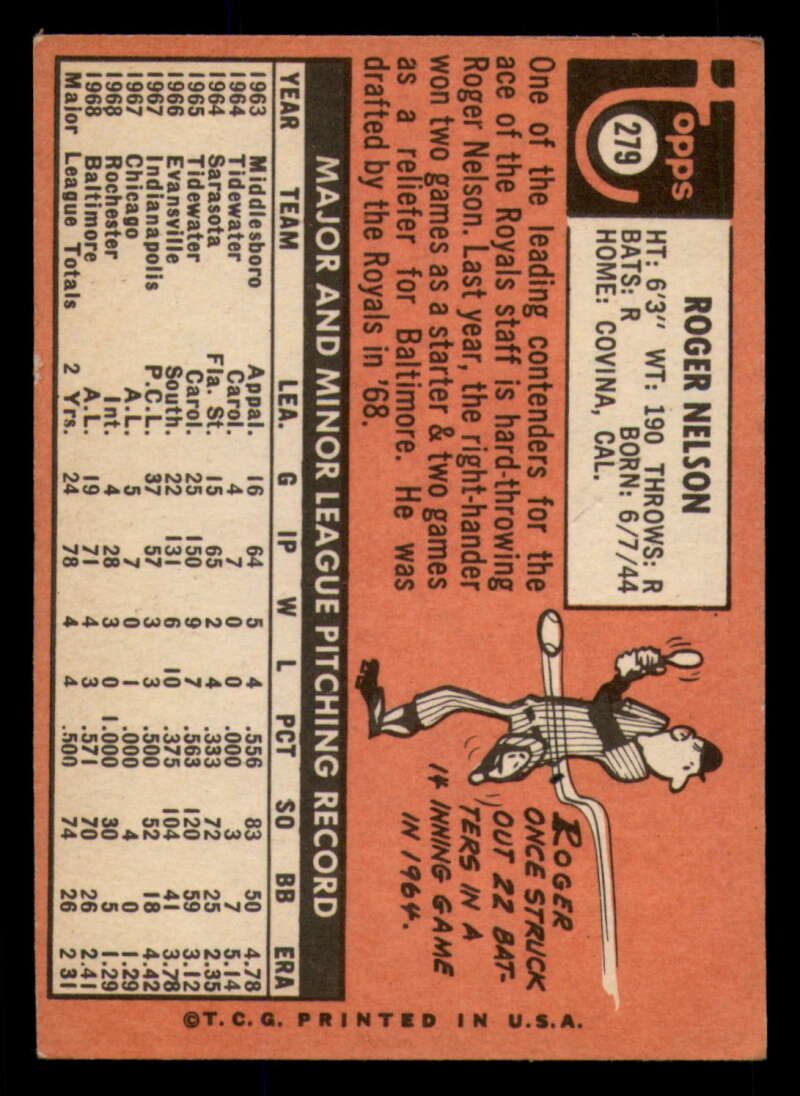 Topps
279
ROGER NELSON
HT: 6'3" WT: 190 THROWS: R
BATS: R BORN: 6/7/44
HOME: COVINA, CAL.
One of the leading contenders for the
ace of the Royals staff is hard-throwing
Roger Nelson. Last year, the right-hander
won two games as a starter & two games
as a reliefer for Baltimore. He was
drafted by the Royals in '68.
ROGER
ONCE STRUCK
OUT 22 BAT-
TERS IN A
14 INNING GAME
IN 1964.
MAJOR AND MINOR LEAGUE PITCHING RECORD
YEAR TEAM LEA. G IP W L PCT SO BB ERA
1963 Middlesboro Appal. 16 64 5 4 .556 83 50 4.78
1964 Tidewater Carol. 4 7 0 0 .000 3 7 5.14
1964 Sarasota Fla. St. 15 65 2 4 .333 72 25 2.35
1965 Tidewater Carol. 25 150 9 7 .563 120 59 3.12
1966 Evansville South. 22 131 6 10 .375 104 41 3.78
1967 Indianapolis P.C.L. 37 57 3 3 .500 52 18 4.42
1967 Chicago A.L. 5 7 0 1 .000 4 0 1.29
1968 Rochester Int. 4 28 3 0 1.000 30 5 1.29
1968 Baltimore A.L. 19 71 4 3 .571 70 26 2.41
Major League Totals 2 Yrs. 24 78 4 4 .500 74 26 2.31
©T.C.G. PRINTED IN U.S.A.